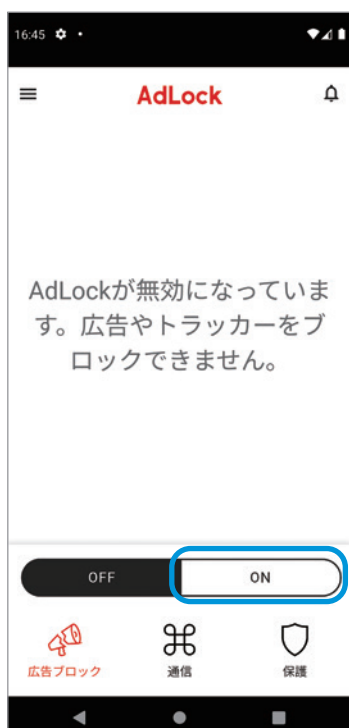 16:45
AdLock
AdLockが無効になっていま
す。広告やトラッカーをブ
ロックできません。
OFF ON
広告ブロック 通信 保護